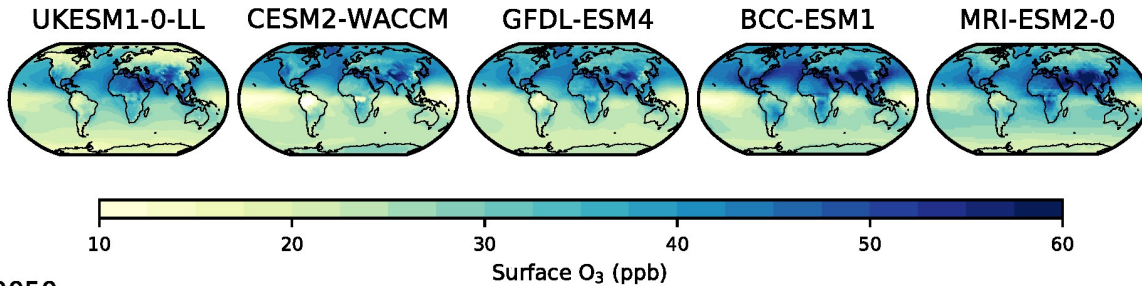 UKESM1-0-LL CESM2-WACCM GFDL-ESM4 BCC-ESM1 MRI-ESM2-0
10 20 30 40 50 60
Surface O₃ (ppb)